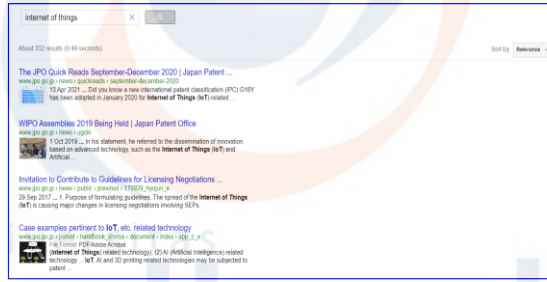 internet of things
About 332 results (0.49 seconds)
Sort by: Relevance
The JPO Quick Reads September-December 2020 | Japan Patent ...
www.jpo.go.jp › news › quickreads › september-december-2020
13 Apr 2021 ... Did you know a new international patent classification (IPC) G16Y
has been adopted in January 2020 for Internet of Things (IoT)-related ...
WIPO Assemblies 2019 Being Held | Japan Patent Office
www.jpo.go.jp › news › ugoki
1 Oct 2019 ... In his statement, he referred to the dissemination of innovation
based on advanced technology, such as the Internet of Things (IoT) and
Artificial ...
Invitation to Contribute to Guidelines for Licensing Negotiations ...
www.jpo.go.jp › news › public › previous › 170929_hyojun_e
29 Sep 2017 ... 1. Purpose of formulating guidelines. The spread of the Internet of Things
(IoT) is causing major changes in licensing negotiations involving SEPs.
Case examples pertinent to IoT, etc. related technology
www.jpo.go.jp › patent › handbook_shinsa › document › index › app_z_e
File Format: PDF/Adobe Acrobat
(Internet of Things) related technology). (2) AI (Artificial Intelligence) related
technology ... IoT, AI and 3D printing related technologies may be subjected to
patent ...